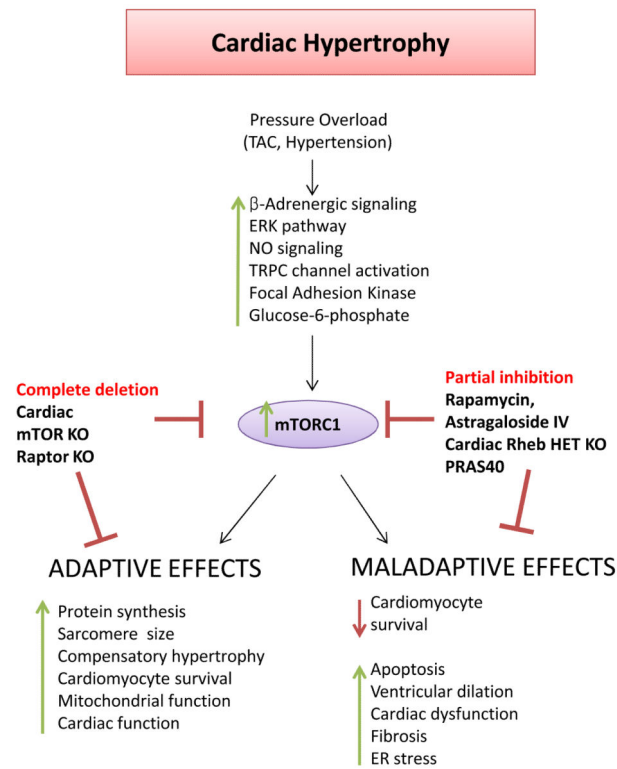 Cardiac Hypertrophy
Pressure Overload
(TAC, Hypertension)
β-Adrenergic signaling
ERK pathway
NO signaling
TRPC channel activation
Focal Adhesion Kinase
Glucose-6-phosphate
Complete deletion
Cardiac
mTOR KO
Raptor KO
mTORC1
Partial inhibition
Rapamycin,
Astragaloside IV
Cardiac Rheb HET KO
PRAS40
ADAPTIVE EFFECTS
Protein synthesis
Sarcomere size
Compensatory hypertrophy
Cardiomyocyte survival
Mitochondrial function
Cardiac function
MALADAPTIVE EFFECTS
Cardiomyocyte
survival
Apoptosis
Ventricular dilation
Cardiac dysfunction
Fibrosis
ER stress